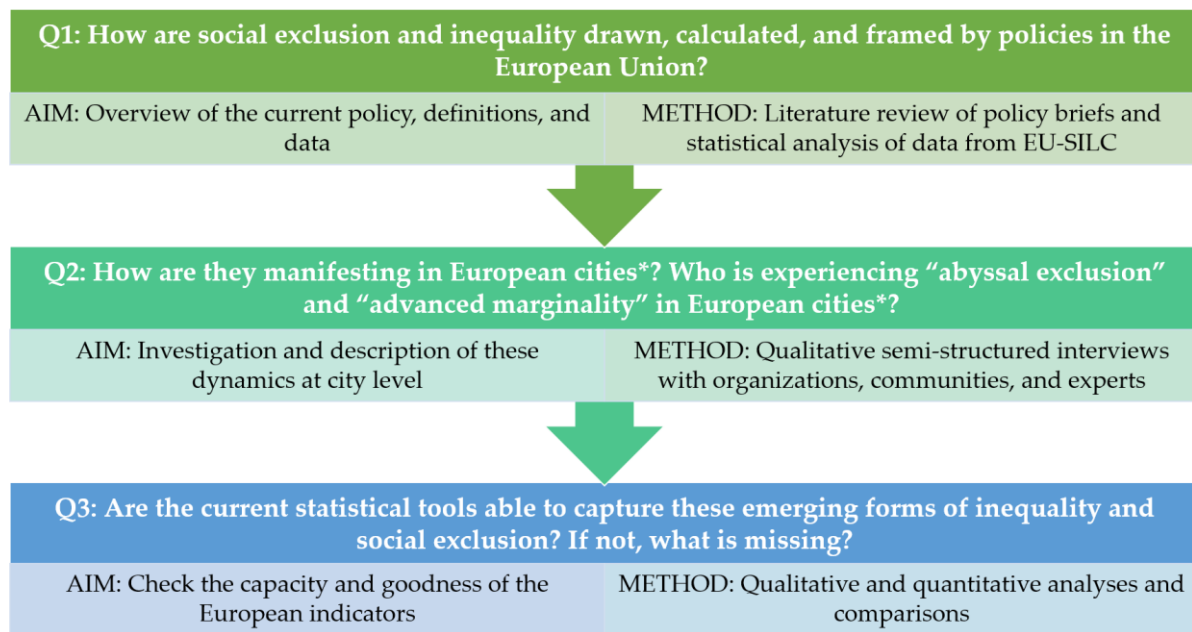 Q1: How are social exclusion and inequality drawn, calculated, and framed by policies in the
European Union?
AIM: Overview of the current policy, definitions, and
data
METHOD: Literature review of policy briefs and
statistical analysis of data from EU-SILC
Q2: How are they manifesting in European cities*? Who is experiencing “abyssal exclusion”
and “advanced marginality” in European cities*?
AIM: Investigation and description of these
dynamics at city level
METHOD: Qualitative semi-structured interviews
with organizations, communities, and experts
Q3: Are the current statistical tools able to capture these emerging forms of inequality and
social exclusion? If not, what is missing?
AIM: Check the capacity and goodness of the
European indicators
METHOD: Qualitative and quantitative analyses and
comparisons